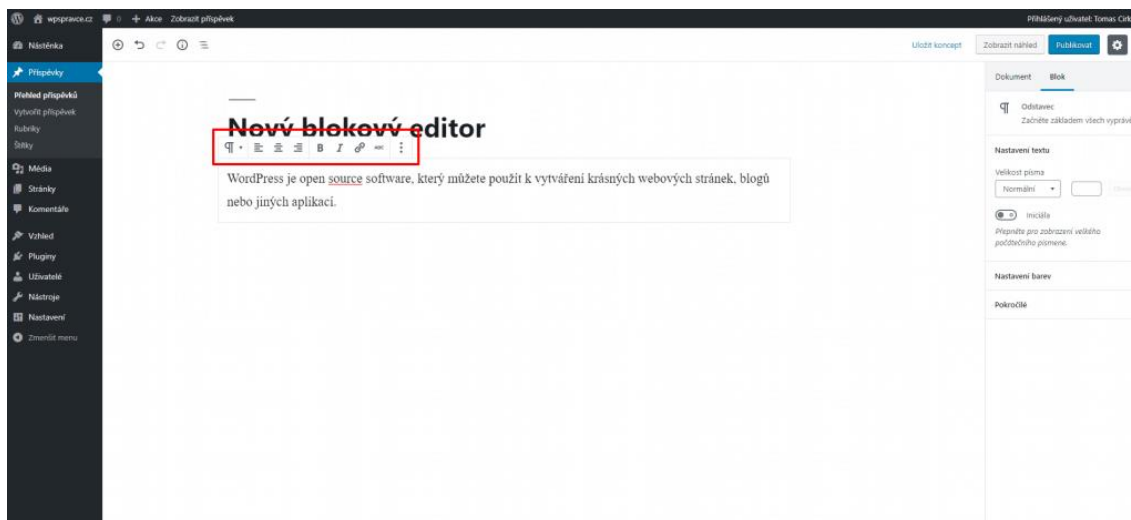 wpspravce.cz 0 + Akce Zobrazit příspěvek Přihlášený uživatel: Tomas Cirk
Nástěnka
Uložit koncept Zobrazit náhled Publikovat
Příspěvky
Přehled příspěvků
Vytvořit příspěvek
Rubriky
Štítky
Média
Stránky
Komentáře
Vzhled
Pluginy
Uživatelé
Nástroje
Nastavení
Zmenšit menu
Nový blokový editor
B I ABC
WordPress je open source software, který můžete použít k vytváření krásných webových stránek, blogů
nebo jiných aplikací.
Dokument Blok
Odstavec
Začněte základem všech vyprávě
Nastavení textu
Velikost písma
Normální
Iniciála
Přepněte pro zobrazení velkého
počátečního písmene.
Nastavení barev
Pokročilé